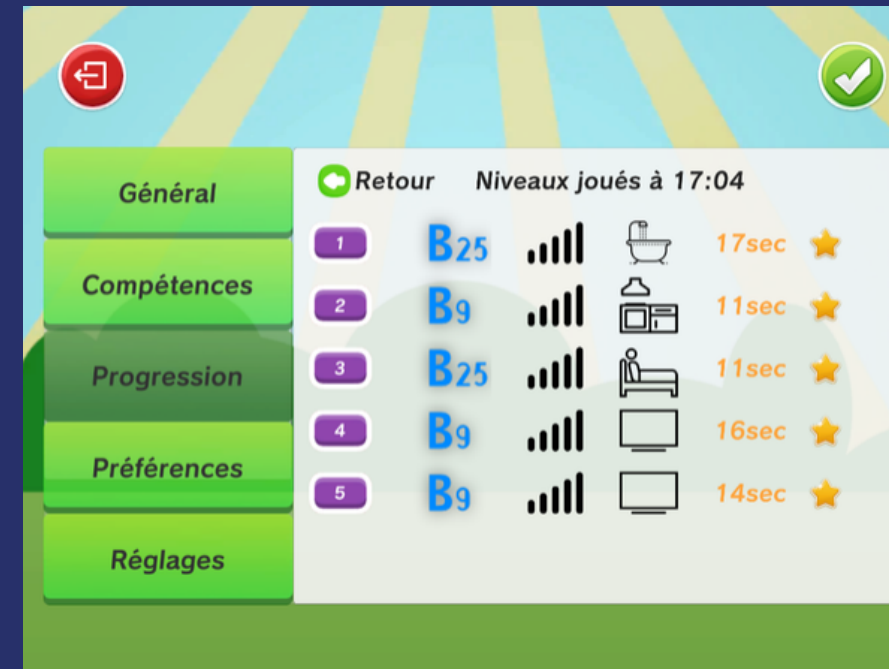 Général
Compétences
Progression
Préférences
Réglages
Retour Niveaux joués à 17:04
1 B25 17sec
2 B9 11sec
3 B25 11sec
4 B9 16sec
5 B9 14sec